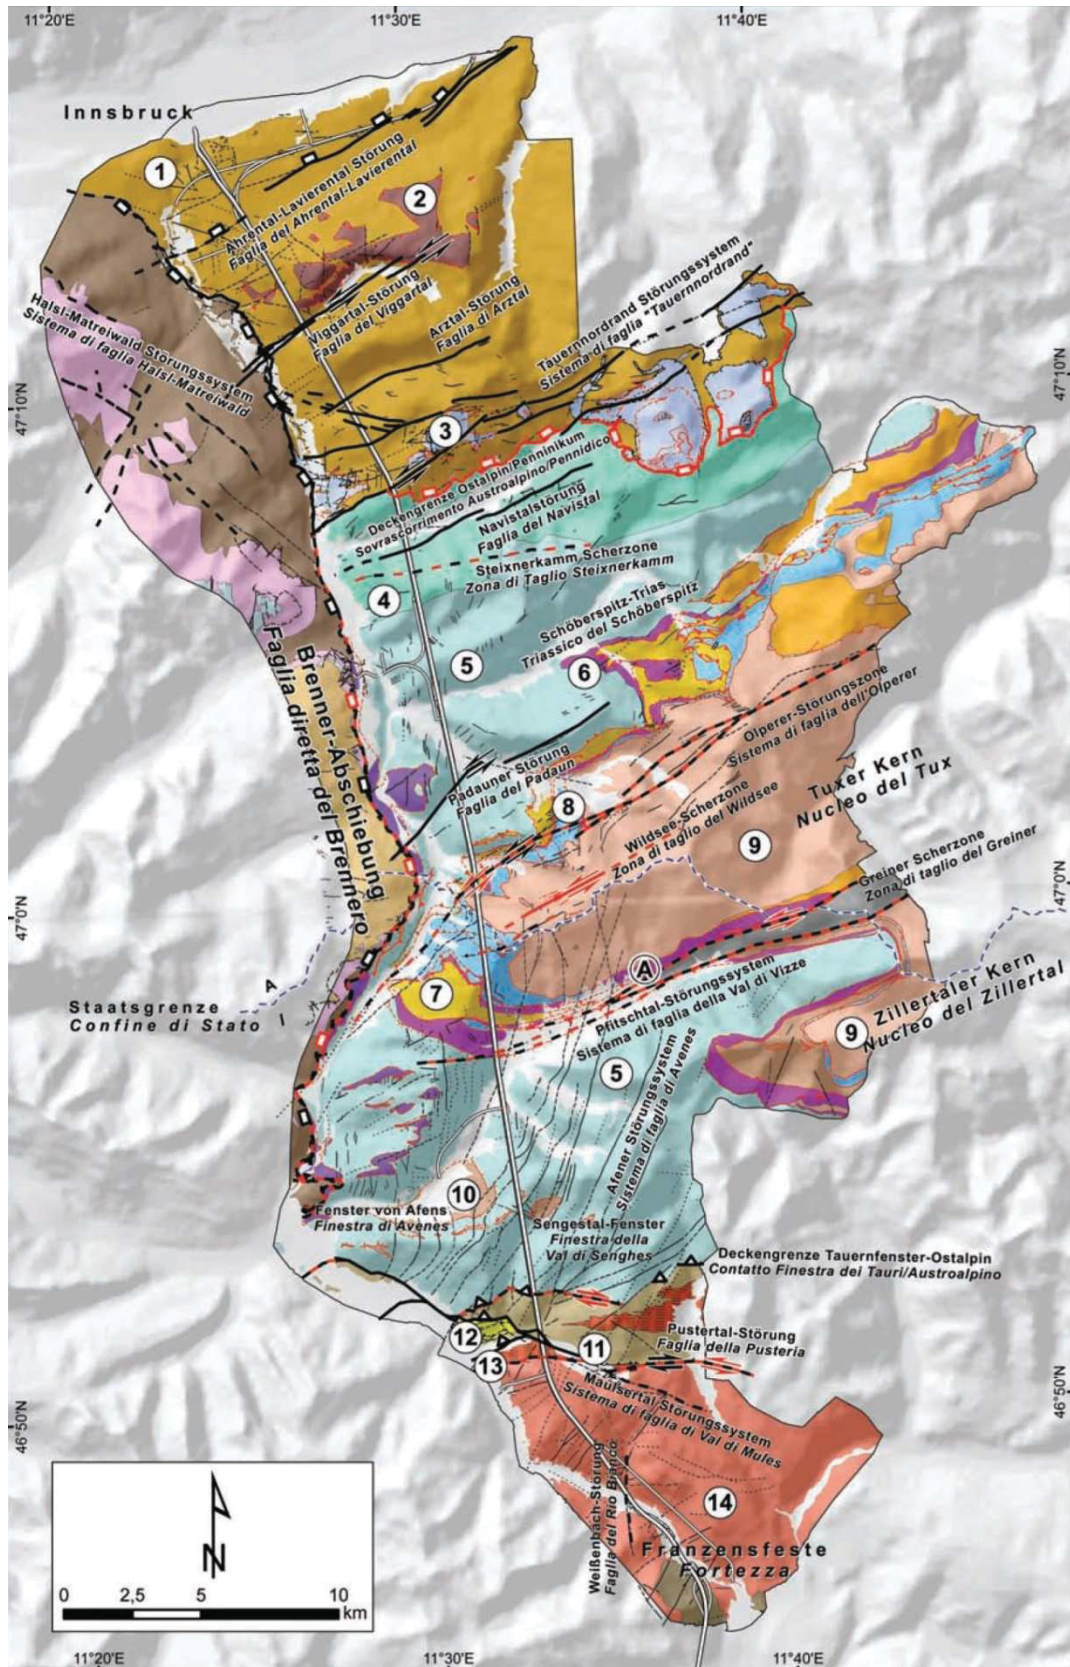 11°20'E
11°30'E
11°40'E
Innsbruck
1
2
Ahrental-Lavierental Störung
Faglia del Ahrental-Lavierental
Viggartal-Störung
Faglia del Viggartal
Arztal-Störung
Faglia di Arztal
Tauernnordrand Störungssystem
Sistema di faglia "Tauernnordrand"
Halsl-Matreiwald Störungssystem
Sistema di faglia Halsl-Matreiwald
47°10'N
47°10'N
3
Deckengrenze Ostalpin/Penninikum
Sovrascorrimento Austroalpino/Pennidico
Navistalstörung
Faglia del Navistal
Steixnerkamm Scherzone
Zona di Taglio Steixnerkamm
4
Schöberspitz-Trias
Triassico del Schöberspitz
5
6
Brenner-Abschiebung
Faglia diretta del Brennero
Padauner Störung
Faglia del Padaun
Olperer-Störungszone
Sistema di faglia dell'Olperer
8
Wildsee-Scherzone
Zona di taglio del Wildsee
Tuxer Kern
Nucleo del Tux
9
Greiner Scherzone
Zona di taglio del Greiner
47°0'N
47°0'N
A
7
A
I
Staatsgrenze
Confine di Stato
Pfitschtal-Störungssystem
Sistema di faglia della Val di Vizze
Zillertaler Kern
Nucleo del Zillertal
9
5
Afener Störungssystem
Sistema di faglia di Avenes
10
Fenster von Afens
Finestra di Avenes
Sengestal-Fenster
Finestra della
Val di Senghes
Deckengrenze Tauernfenster-Ostalpin
Contatto Finestra dei Tauri/Austroalpino
12
11
13
Pustertal-Störung
Faglia della Pusteria
Maulsertal Störungssystem
Sistema di faglia di Val di Mules
46°50'N
46°50'N
Weißenbach-Störung
Faglia del Rio Bianco
14
Franzensfeste
Fortezza
N
0 2,5 5 10
km
11°20'E
11°30'E
11°40'E